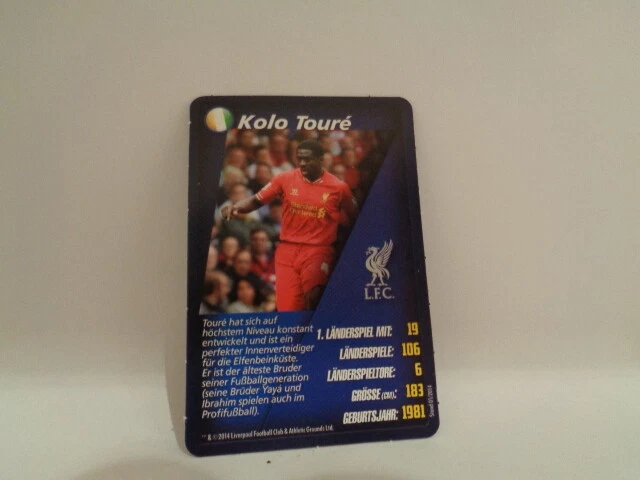 Kolo Touré
L.F.C.
Touré hat sich auf
höchstem Niveau konstant
entwickelt und ist ein
perfekter Innenverteidiger
für die Elfenbeinküste.
Er ist der älteste Bruder
seiner Fußballgeneration
(seine Brüder Yaya und
Ibrahim spielen auch im
Profifußball).
1. LÄNDERSPIEL MIT: 19
LÄNDERSPIELE: 106
LÄNDERSPIELTORE: 6
GRÖSSE (CM): 183
GEBURTSJAHR: 1981
™ & © 2014 Liverpool Football Club & Athletic Grounds Ltd.